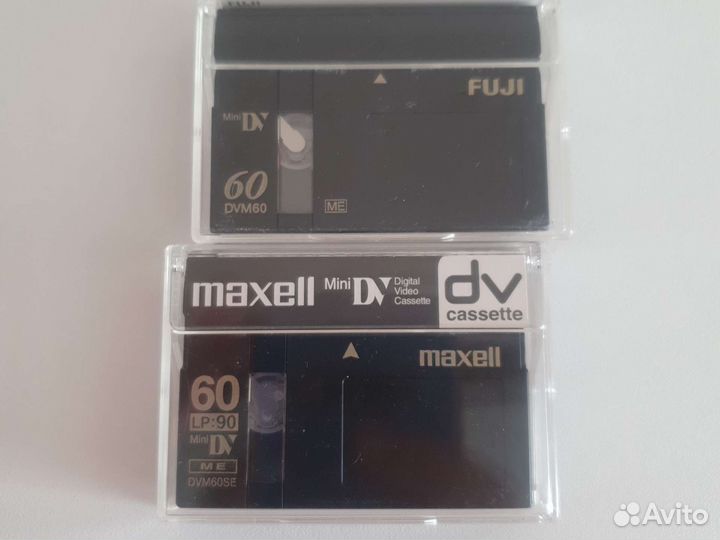 FUJI
FUJI
Mini DV
60
DVM60
ME
maxell Mini DV Digital Video Cassette
dv cassette
maxell
60
LP:90
Mini DV
ME
DVM60SE
Avito